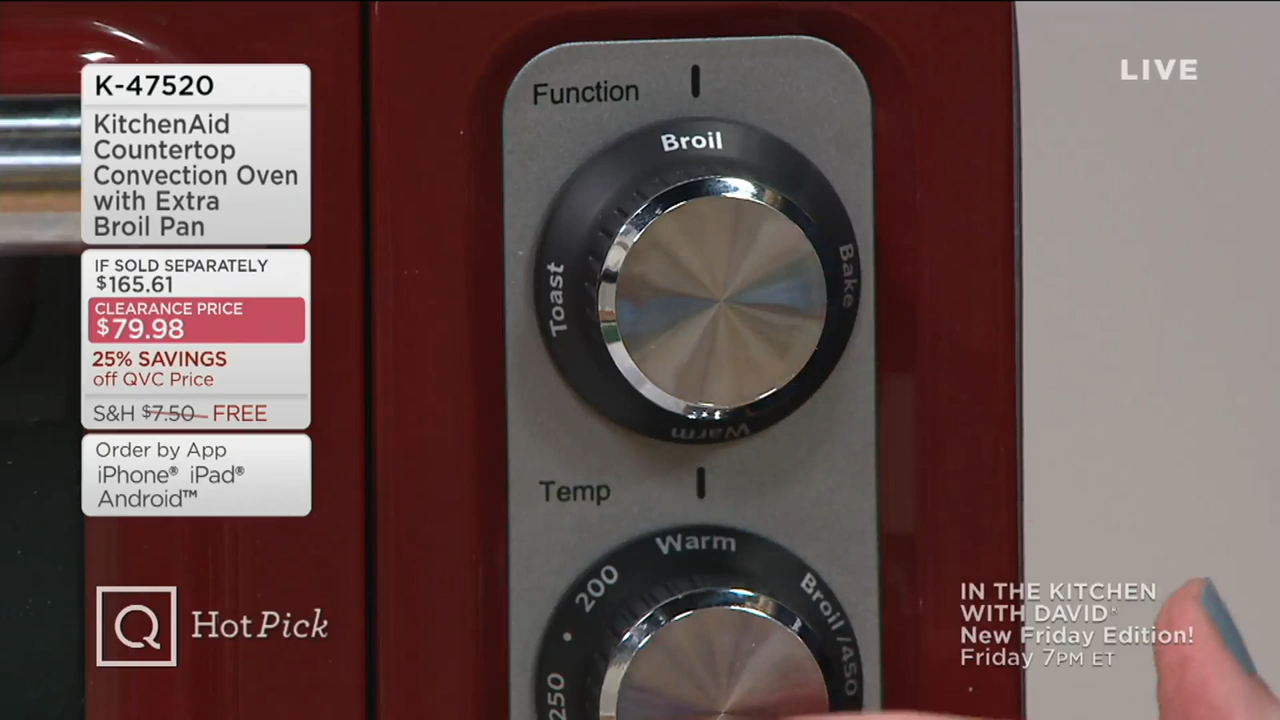 K-47520
KitchenAid
Countertop
Convection Oven
with Extra
Broil Pan
IF SOLD SEPARATELY
$165.61
CLEARANCE PRICE
$79.98
25% SAVINGS
off QVC Price
S&H $7.50 FREE
Order by App
iPhone® iPad®
Android™
Q HotPick
LIVE
Function
Broil
Bake
Toast
Warm
Temp
Warm
200
Broil/450
250
IN THE KITCHEN
WITH DAVID®
New Friday Edition!
Friday 7PM ET